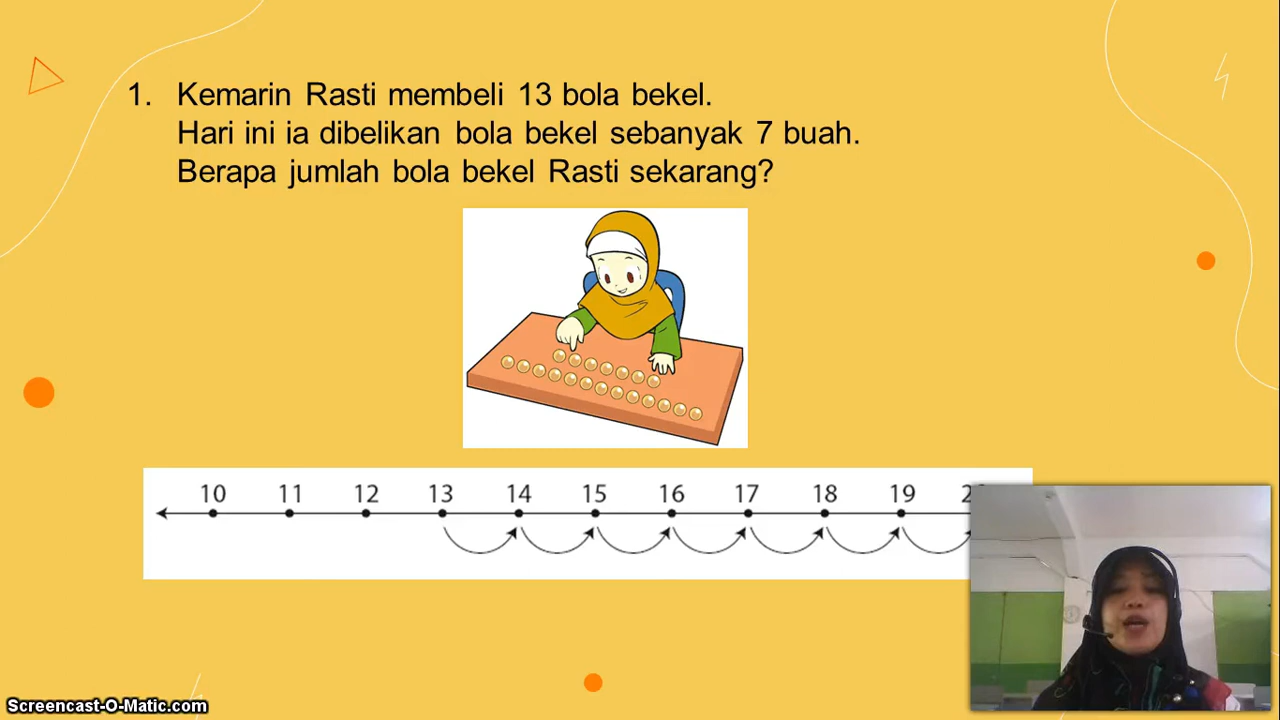 1. Kemarin Rasti membeli 13 bola bekel.
Hari ini ia dibelikan bola bekel sebanyak 7 buah.
Berapa jumlah bola bekel Rasti sekarang?
10 11 12 13 14 15 16 17 18 19
Screencast-O-Matic.com